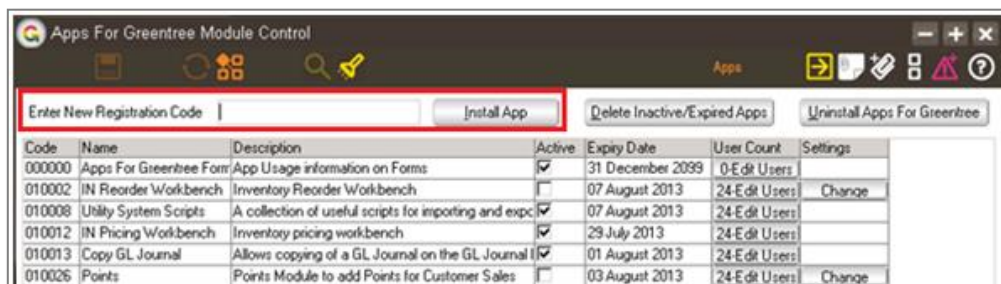 Apps For Greentree Module Control
Apps
Enter New Registration Code Install App Delete Inactive/Expired Apps Uninstall Apps For Greentree
Code Name Description Active Expiry Date User Count Settings
000000 Apps For Greentree Form App Usage information on Forms 31 December 2099 0-Edit Users
010002 IN Reorder Workbench Inventory Reorder Workbench 07 August 2013 24-Edit Users Change
010008 Utility System Scripts A collection of useful scripts for importing and expo 07 August 2013 24-Edit Users
010012 IN Pricing Workbench Inventory pricing workbench 29 July 2013 24-Edit Users
010013 Copy GL Journal Allows copying of a GL Journal on the GL Journal 01 August 2013 24-Edit Users
010026 Points Points Module to add Points for Customer Sales 03 August 2013 24-Edit Users Change